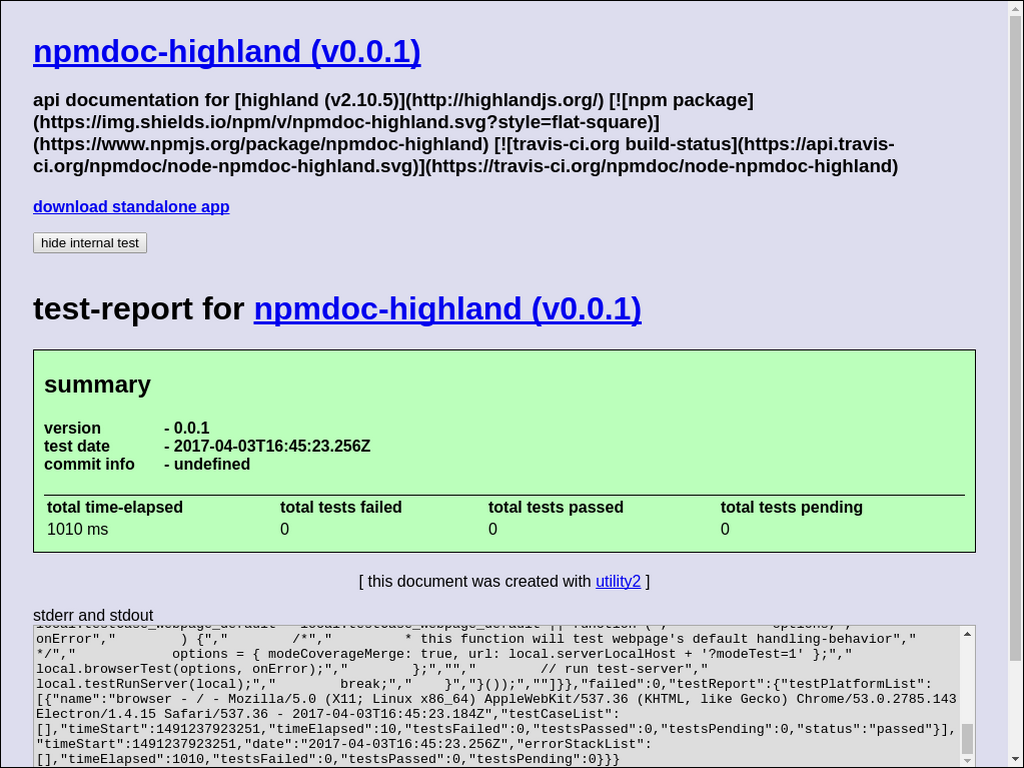 npmdoc-highland (v0.0.1)
api documentation for [highland (v2.10.5)](http://highlandjs.org/) [![npm package]
(https://img.shields.io/npm/v/npmdoc-highland.svg?style=flat-square)]
(https://www.npmjs.org/package/npmdoc-highland) [![travis-ci.org build-status](https://api.travis-
ci.org/npmdoc/node-npmdoc-highland.svg)](https://travis-ci.org/npmdoc/node-npmdoc-highland)
download standalone app
hide internal test
test-report for npmdoc-highland (v0.0.1)
summary
version - 0.0.1
test date - 2017-04-03T16:45:23.256Z
commit info - undefined
total time-elapsed total tests failed total tests passed total tests pending
1010 ms 0 0 0
[ this document was created with utility2 ]
stderr and stdout
onError"," ) {"," /*"," * this function will test webpage's default handling-behavior","
*/"," options = { modeCoverageMerge: true, url: local.serverLocalHost + '?modeTest=1' };","
local.browserTest(options, onError);"," };",""," // run test-server","
local.testRunServer(local);"," break;"," }","}());",""]}},"failed":0,"testReport":{"testPlatformList":
[{"name":"browser - / - Mozilla/5.0 (X11; Linux x86_64) AppleWebKit/537.36 (KHTML, like Gecko) Chrome/53.0.2785.143
Electron/1.4.15 Safari/537.36 - 2017-04-03T16:45:23.184Z","testCaseList":
[],"timeStart":1491237923251,"timeElapsed":10,"testsFailed":0,"testsPassed":0,"testsPending":0,"status":"passed"}],
"timeStart":1491237923251,"date":"2017-04-03T16:45:23.256Z","errorStackList":
[],"timeElapsed":1010,"testsFailed":0,"testsPassed":0,"testsPending":0}}}